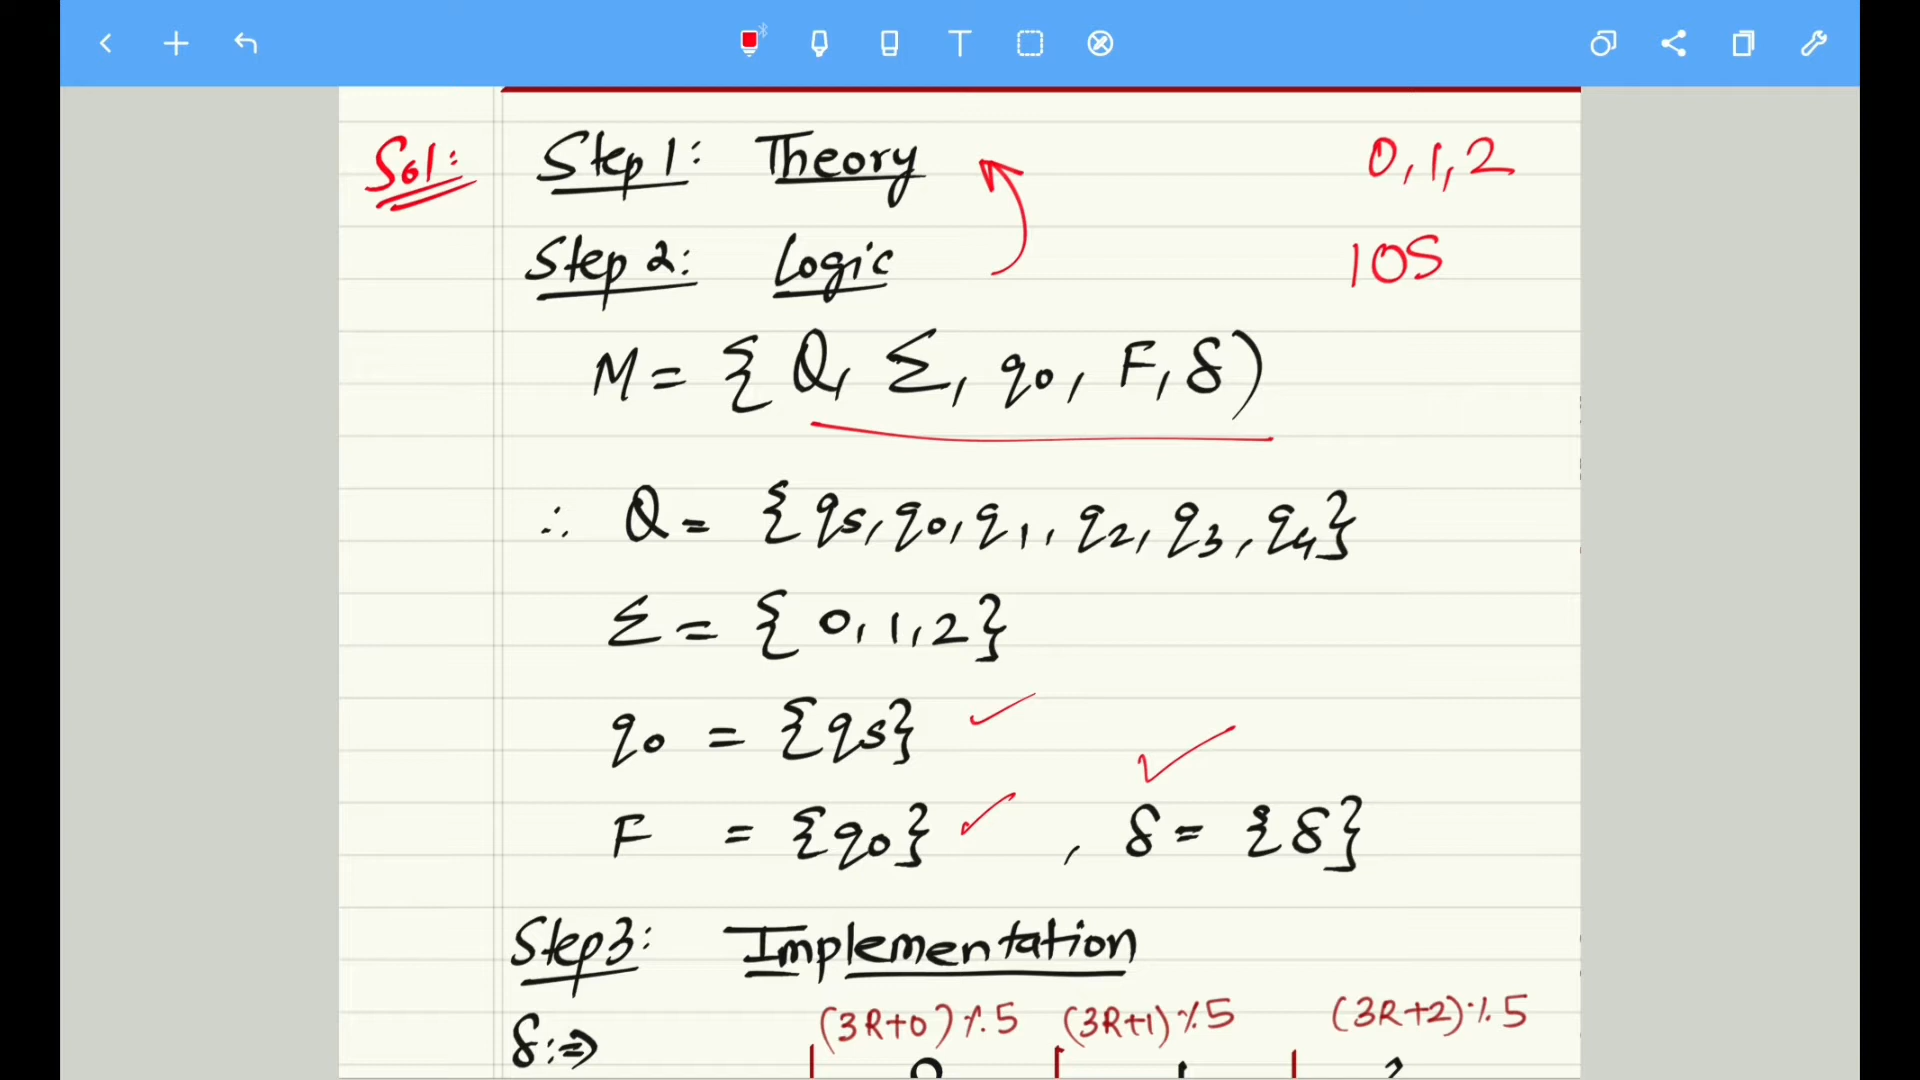 Sol:
Step 1: Theory
0, 1, 2
Step 2: Logic
10S
M = { Q, Σ, q0, F, δ )
∴ Q = {qs, q0, q1, q2, q3, q4}
Σ = { 0, 1, 2 }
q0 = {qs}
F = {q0} , δ = {δ}
Step3: Implementation
(3R+0) % 5 (3R+1) % 5 (3R+2) % 5
δ:⇒